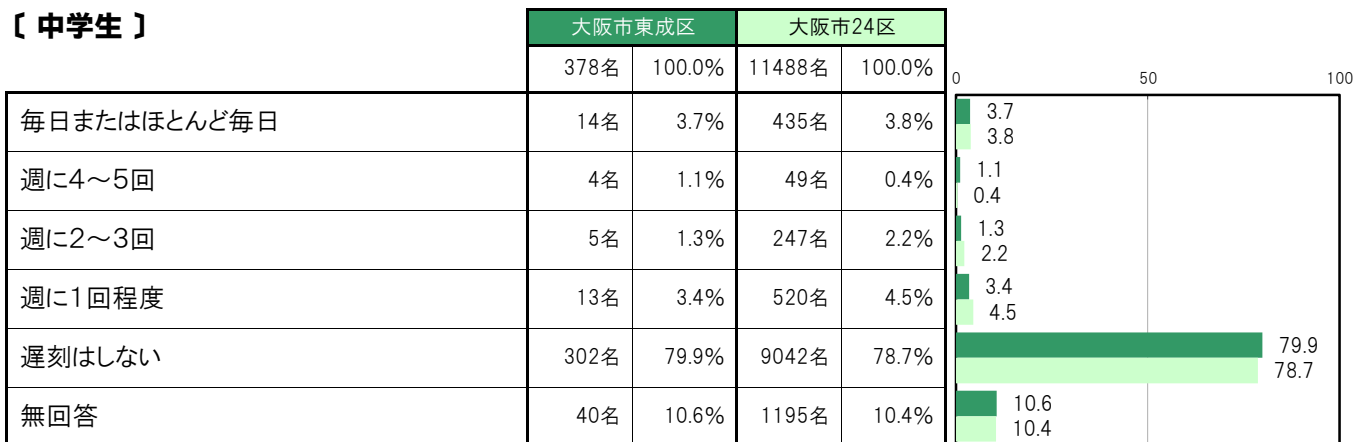 〔 中学生 〕
大阪市東成区 大阪市24区
378名 100.0% 11488名 100.0%
0 50 100
毎日またはほとんど毎日 14名 3.7% 435名 3.8%
3.7
3.8
週に4～5回 4名 1.1% 49名 0.4%
1.1
0.4
週に2～3回 5名 1.3% 247名 2.2%
1.3
2.2
週に1回程度 13名 3.4% 520名 4.5%
3.4
4.5
遅刻はしない 302名 79.9% 9042名 78.7%
79.9
78.7
無回答 40名 10.6% 1195名 10.4%
10.6
10.4